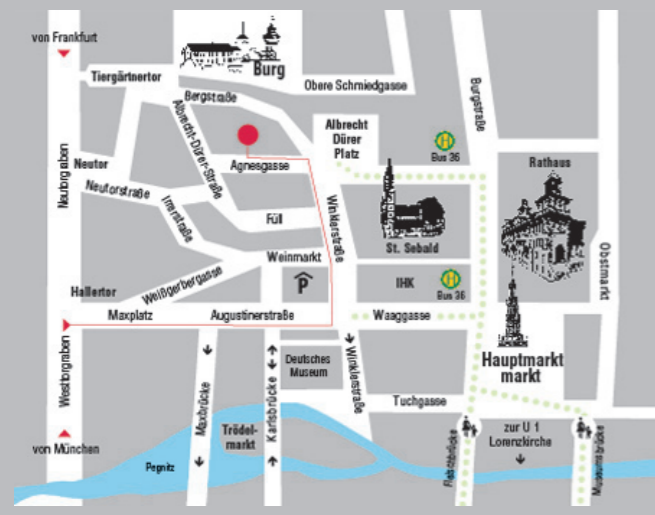 von Frankfurt
Burg
Tiergärtnertor
Obere Schmiedgasse
Bergstraße
Burgstraße
Albrecht-Dürer-Straße
Albrecht
Dürer
Platz
H
Bus 36
Rathaus
Neutorgraben
Neutor
Agnesgasse
Neutorstraße
Irrerstraße
Füll
Winklerstraße
St. Sebald
Obstmarkt
Weinmarkt
Weißgerbergasse
Hallertor
P
IHK
H
Bus 36
Maxplatz
Augustinerstraße
Waaggasse
Westtorgraben
Maxbrücke
Karlsbrücke
Deutsches
Museum
Winklerstraße
Hauptmarkt
markt
Tuchgasse
von München
Trödel-
markt
Pegnitz
Fleischbrücke
zur U 1
Lorenzkirche
Museumsbrücke